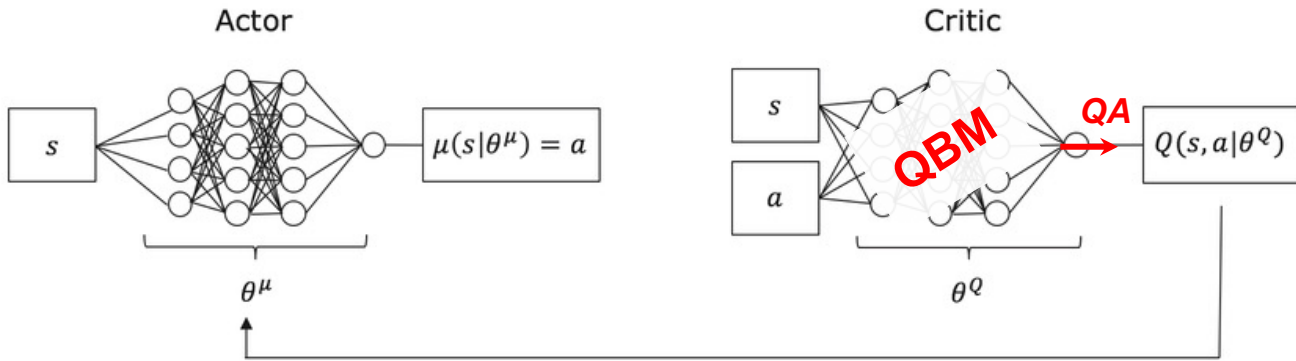 Actor
s
μ(s|θ^μ) = a
θ^μ
Critic
s
a
QBM
QA
Q(s, a|θ^Q)
θ^Q